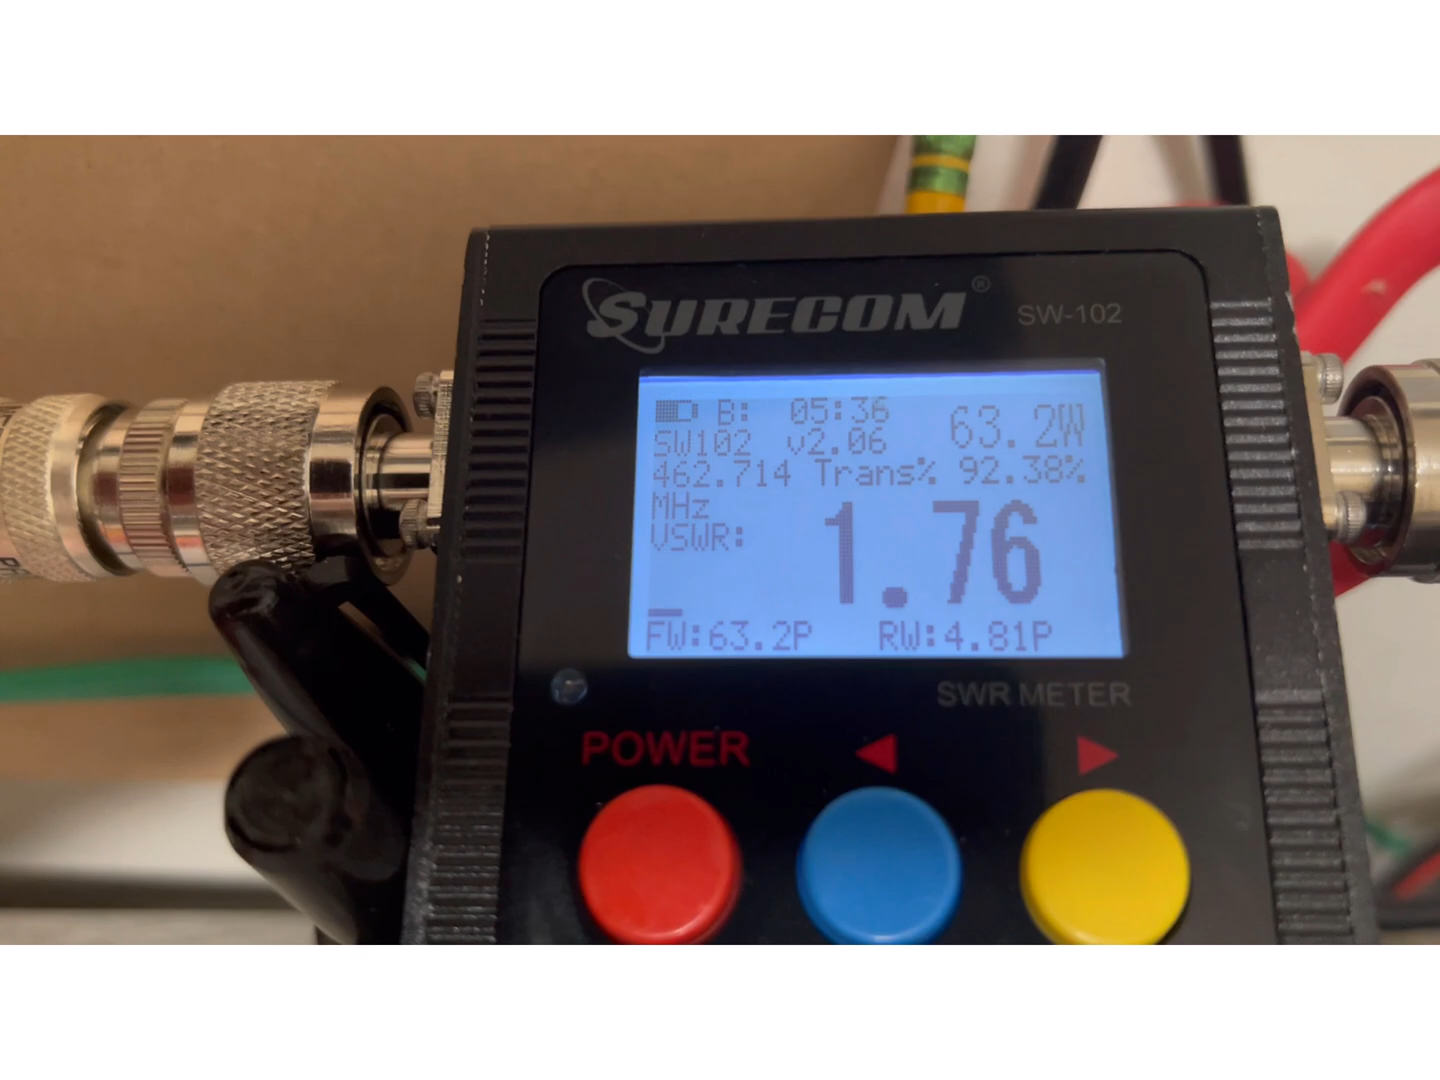 SURECOM® SW-102
B: 05:36 63.2W
SW102 v2.06
462.714 Trans% 92.38%
MHz
VSWR: 1.76
FW:63.2P RW:4.81P
SWR METER
POWER ◀ ▶